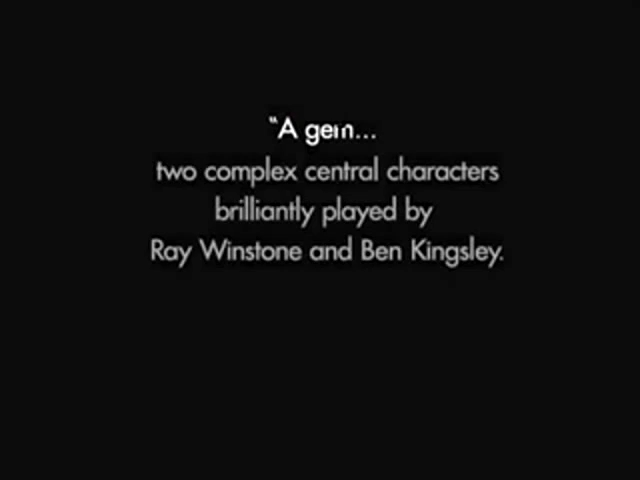 “A gem...
two complex central characters
brilliantly played by
Ray Winstone and Ben Kingsley.